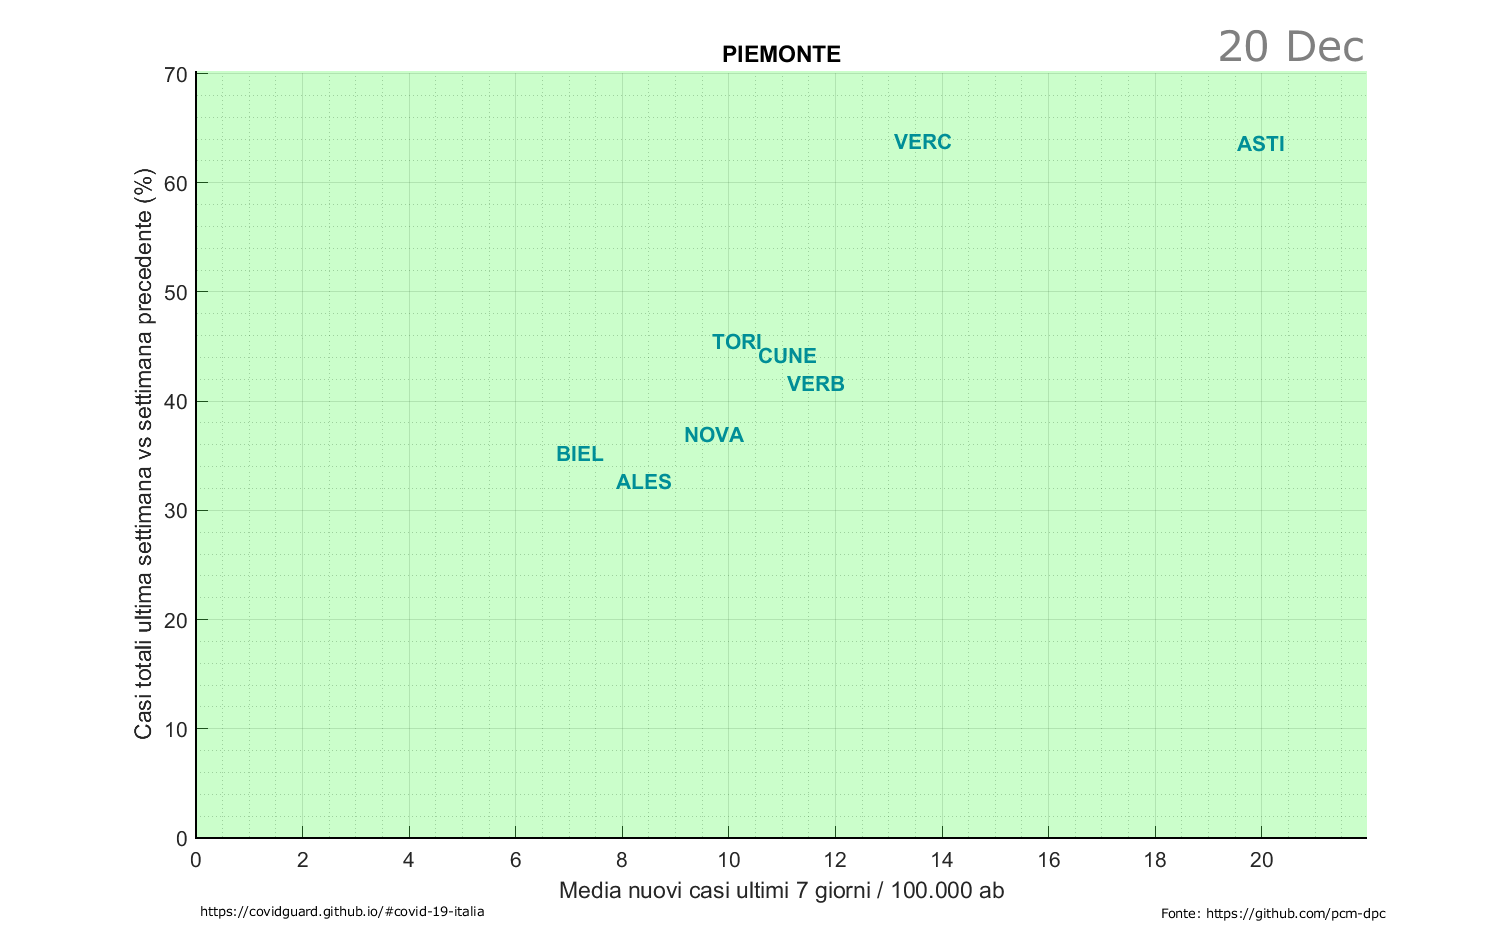 20 Dec
PIEMONTE
Casi totali ultima settimana vs settimana precedente (%)
70
60
50
40
30
20
10
0
VERC
ASTI
TORI
CUNE
VERB
NOVA
BIEL
ALES
0 2 4 6 8 10 12 14 16 18 20
Media nuovi casi ultimi 7 giorni / 100.000 ab
https://covidguard.github.io/#covid-19-italia
Fonte: https://github.com/pcm-dpc